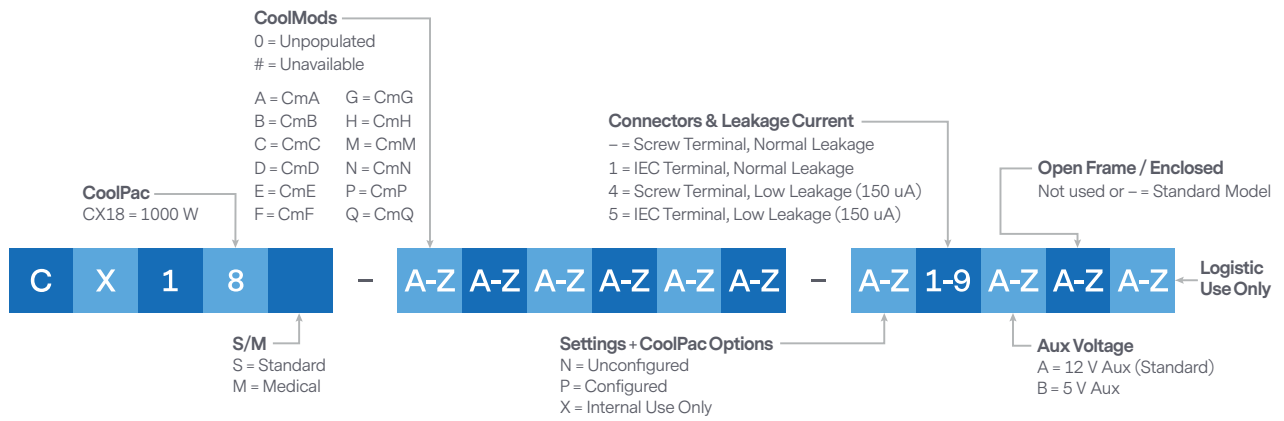 CoolMods
0 = Unpopulated
# = Unavailable
A = CmA
B = CmB
C = CmC
D = CmD
E = CmE
F = CmF
G = CmG
H = CmH
M = CmM
N = CmN
P = CmP
Q = CmQ
Connectors & Leakage Current
– = Screw Terminal, Normal Leakage
1 = IEC Terminal, Normal Leakage
4 = Screw Terminal, Low Leakage (150 uA)
5 = IEC Terminal, Low Leakage (150 uA)
Open Frame / Enclosed
Not used or – = Standard Model
CoolPac
CX18 = 1000 W
C X 1 8 – A-Z A-Z A-Z A-Z A-Z A-Z – A-Z 1-9 A-Z A-Z A-Z
Logistic
Use Only
S/M
S = Standard
M = Medical
Settings + CoolPac Options
N = Unconfigured
P = Configured
X = Internal Use Only
Aux Voltage
A = 12 V Aux (Standard)
B = 5 V Aux